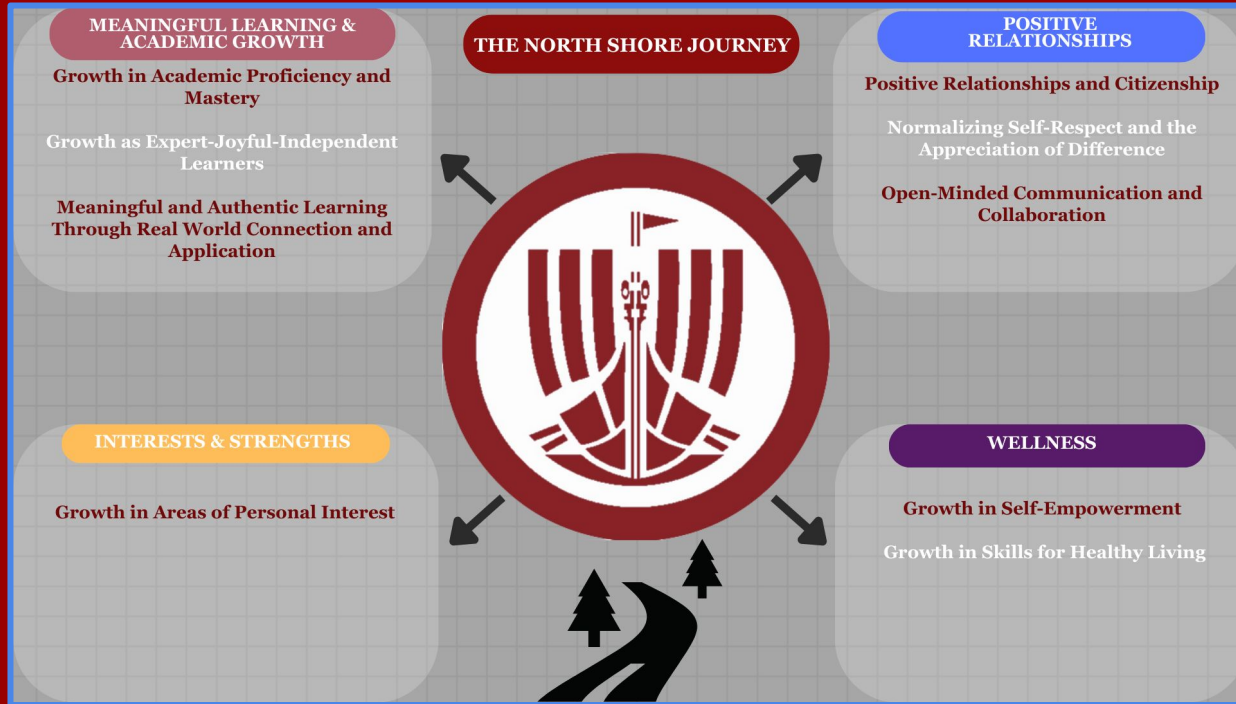 MEANINGFUL LEARNING &
ACADEMIC GROWTH
Growth in Academic Proficiency and
Mastery
Growth as Expert-Joyful-Independent
Learners
Meaningful and Authentic Learning
Through Real World Connection and
Application
THE NORTH SHORE JOURNEY
POSITIVE
RELATIONSHIPS
Positive Relationships and Citizenship
Normalizing Self-Respect and the
Appreciation of Difference
Open-Minded Communication and
Collaboration
INTERESTS & STRENGTHS
Growth in Areas of Personal Interest
WELLNESS
Growth in Self-Empowerment
Growth in Skills for Healthy Living